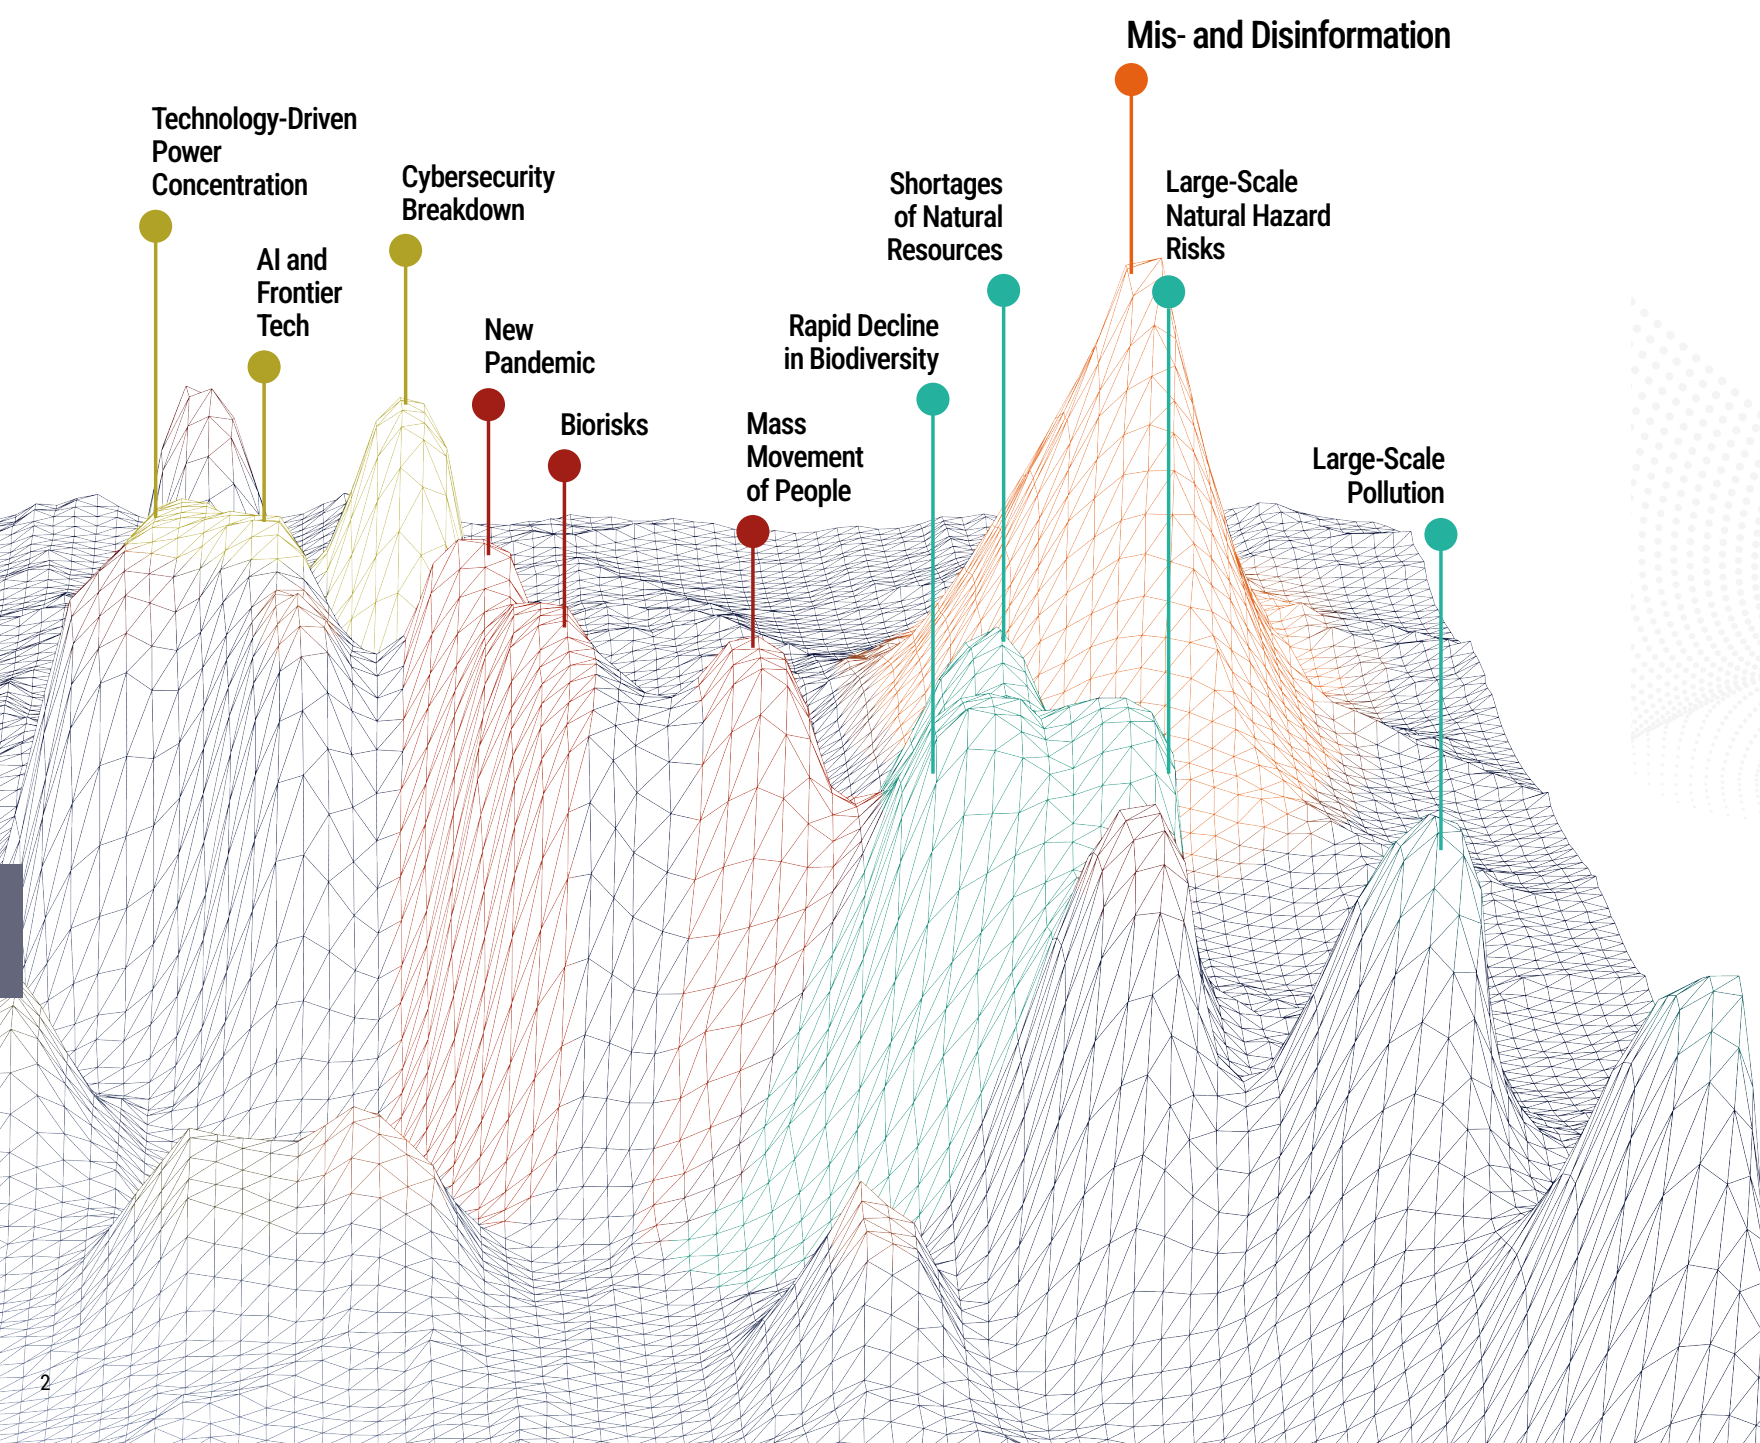 Mis- and Disinformation
Technology-Driven
Power
Concentration
AI and
Frontier
Tech
Cybersecurity
Breakdown
New
Pandemic
Biorisks
Mass
Movement
of People
Rapid Decline
in Biodiversity
Shortages
of Natural
Resources
Large-Scale
Natural Hazard
Risks
Large-Scale
Pollution
2